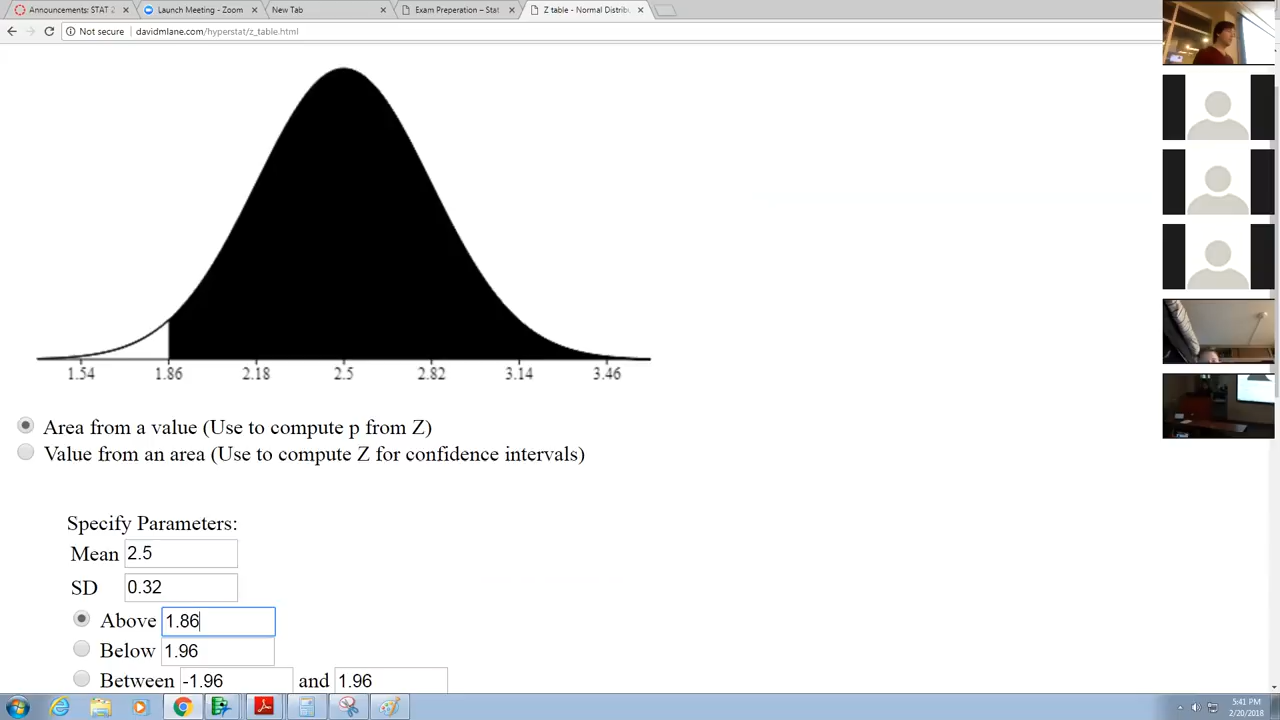 Announcements: STAT 2 Launch Meeting - Zoom New Tab Exam Preperation – Stat Z table - Normal Distribu
Not secure davidmlane.com/hyperstat/z_table.html
1.54 1.86 2.18 2.5 2.82 3.14 3.46
Area from a value (Use to compute p from Z)
Value from an area (Use to compute Z for confidence intervals)
Specify Parameters:
Mean 2.5
SD 0.32
Above 1.86
Below 1.96
Between -1.96 and 1.96
5:41 PM
2/20/2018